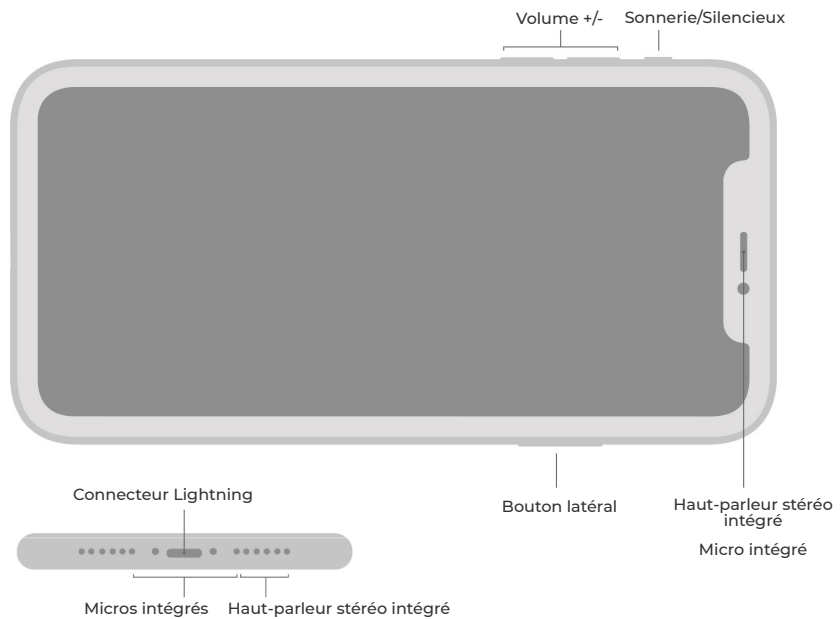 Volume +/-
Sonnerie/Silencieux
Connecteur Lightning
Bouton latéral
Haut-parleur stéréo
intégré
Micro intégré
Micros intégrés
Haut-parleur stéréo intégré